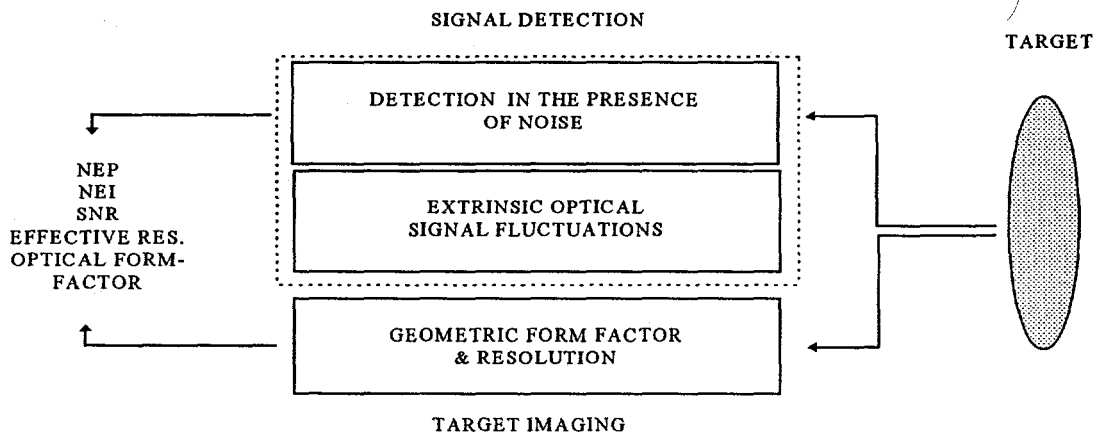 SIGNAL DETECTION
TARGET
DETECTION IN THE PRESENCE
OF NOISE
EXTRINSIC OPTICAL
SIGNAL FLUCTUATIONS
NEP
NEI
SNR
EFFECTIVE RES.
OPTICAL FORM-
FACTOR
GEOMETRIC FORM FACTOR
& RESOLUTION
TARGET IMAGING